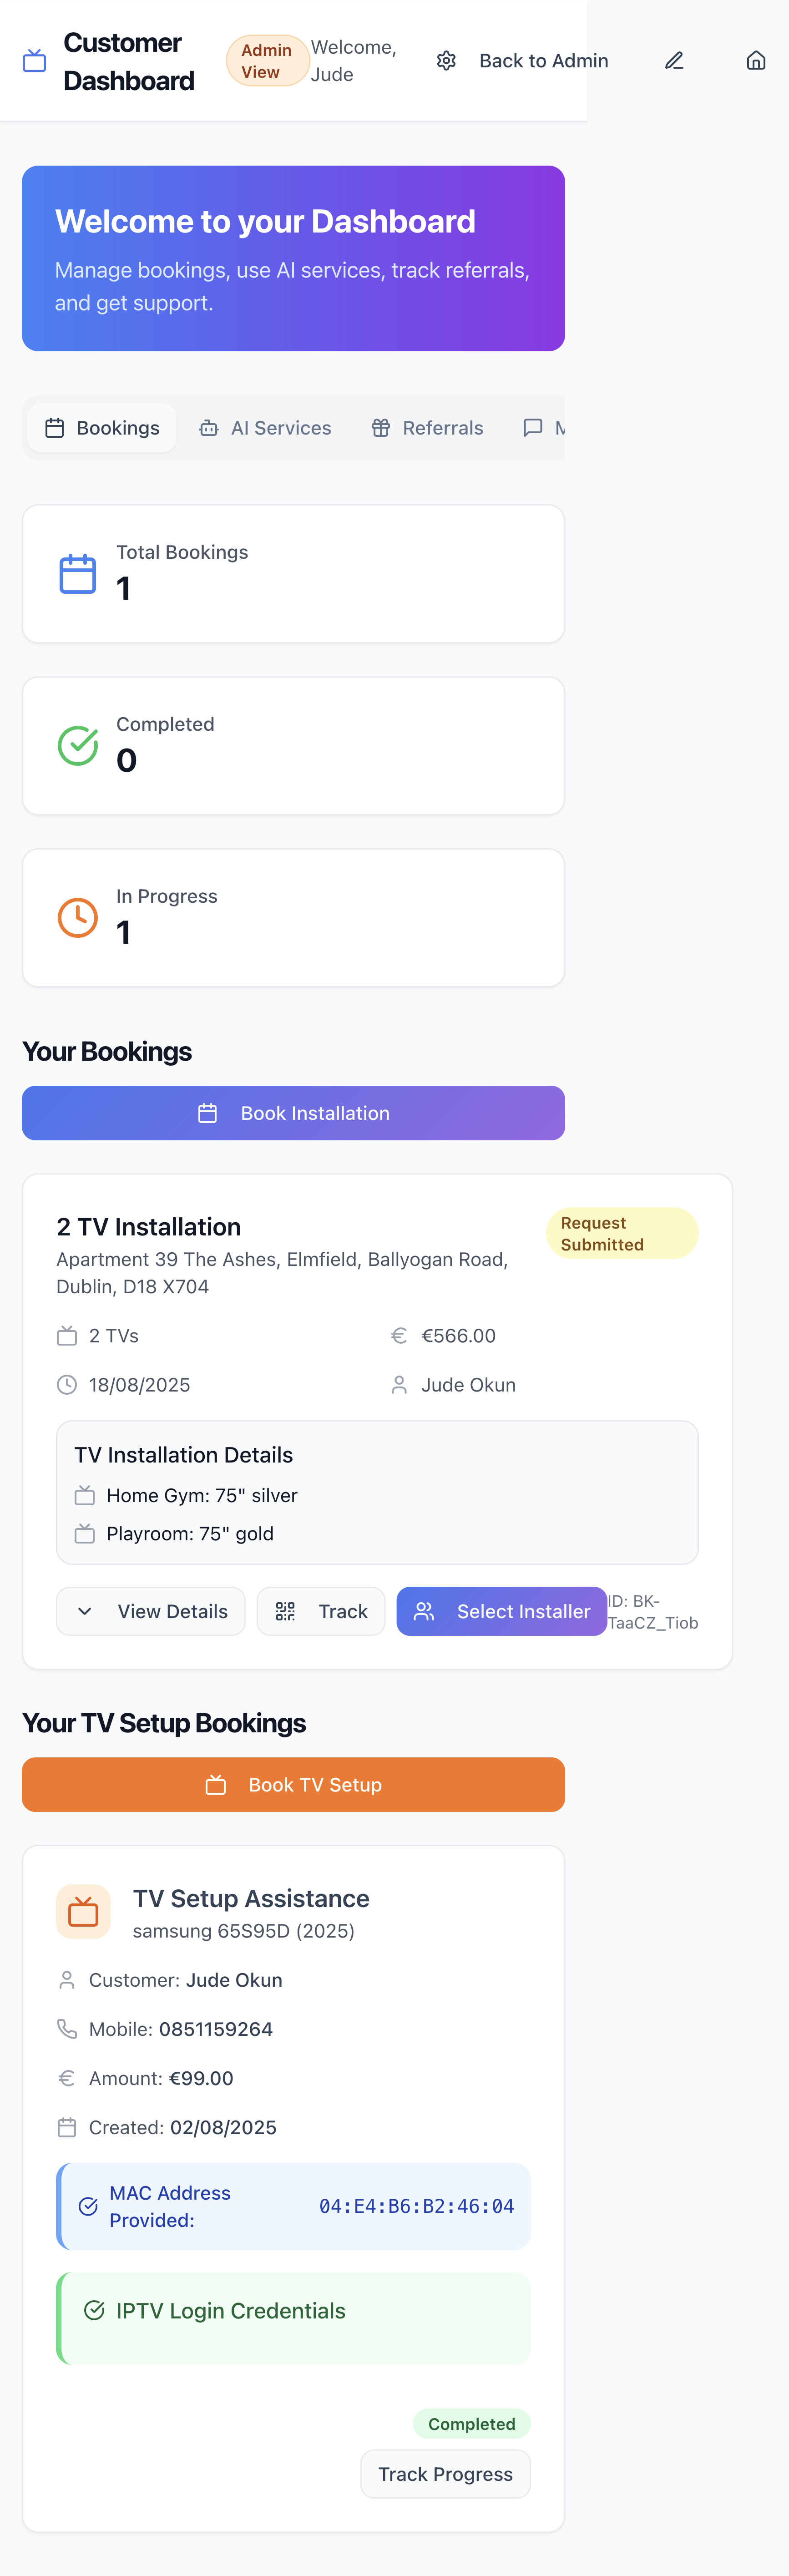 Customer
Dashboard
Admin
View
Welcome,
Jude
Back to Admin
Welcome to your Dashboard
Manage bookings, use AI services, track referrals,
and get support.
Bookings
AI Services
Referrals
M
Total Bookings
1
Completed
0
In Progress
1
Your Bookings
Book Installation
2 TV Installation
Request
Submitted
Apartment 39 The Ashes, Elmfield, Ballyogan Road,
Dublin, D18 X704
2 TVs
€566.00
18/08/2025
Jude Okun
TV Installation Details
Home Gym: 75" silver
Playroom: 75" gold
View Details
Track
Select Installer
ID: BK-
TaaCZ_Tiob
Your TV Setup Bookings
Book TV Setup
TV Setup Assistance
samsung 65S95D (2025)
Customer: Jude Okun
Mobile: 0851159264
Amount: €99.00
Created: 02/08/2025
MAC Address
Provided:
04:E4:B6:B2:46:04
IPTV Login Credentials
Completed
Track Progress